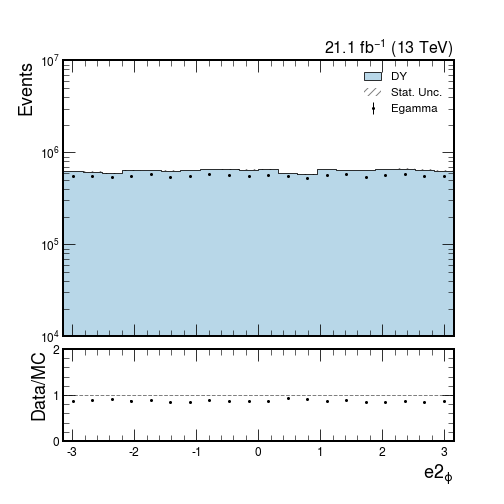 21.1 fb⁻¹ (13 TeV)
Events
10⁷
10⁶
10⁵
10⁴
DY
Stat. Unc.
Egamma
Data/MC
2
1
0
-3 -2 -1 0 1 2 3
e2ϕ